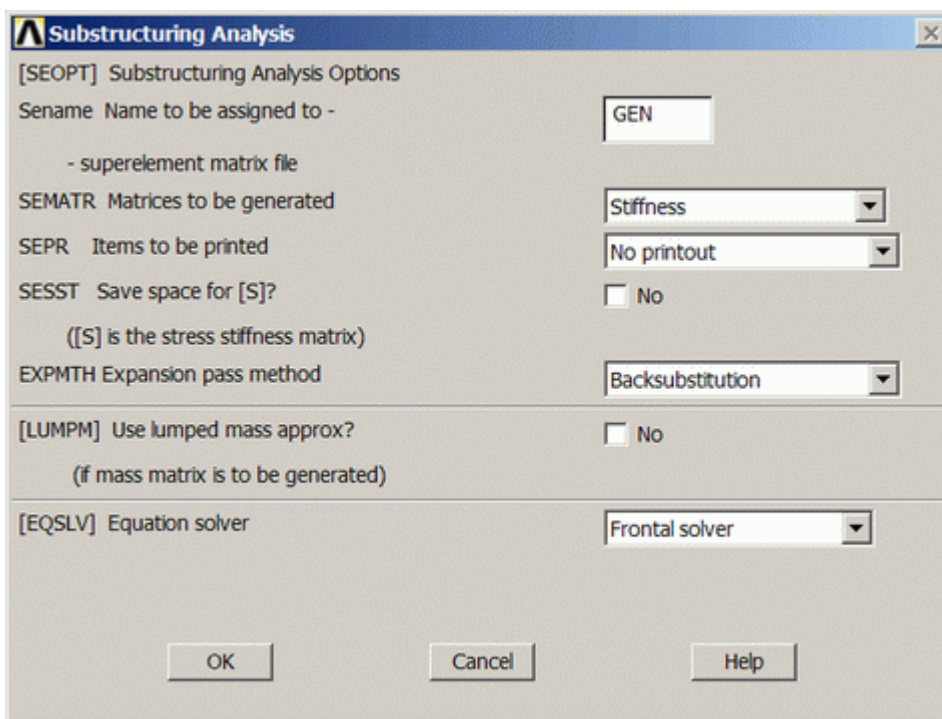 Substructuring Analysis
[SEOPT] Substructuring Analysis Options
Sename Name to be assigned to - GEN
- superelement matrix file
SEMATR Matrices to be generated Stiffness
SEPR Items to be printed No printout
SESST Save space for [S]? No
([S] is the stress stiffness matrix)
EXPMTH Expansion pass method Backsubstitution
[LUMPM] Use lumped mass approx? No
(if mass matrix is to be generated)
[EQSLV] Equation solver Frontal solver
OK Cancel Help